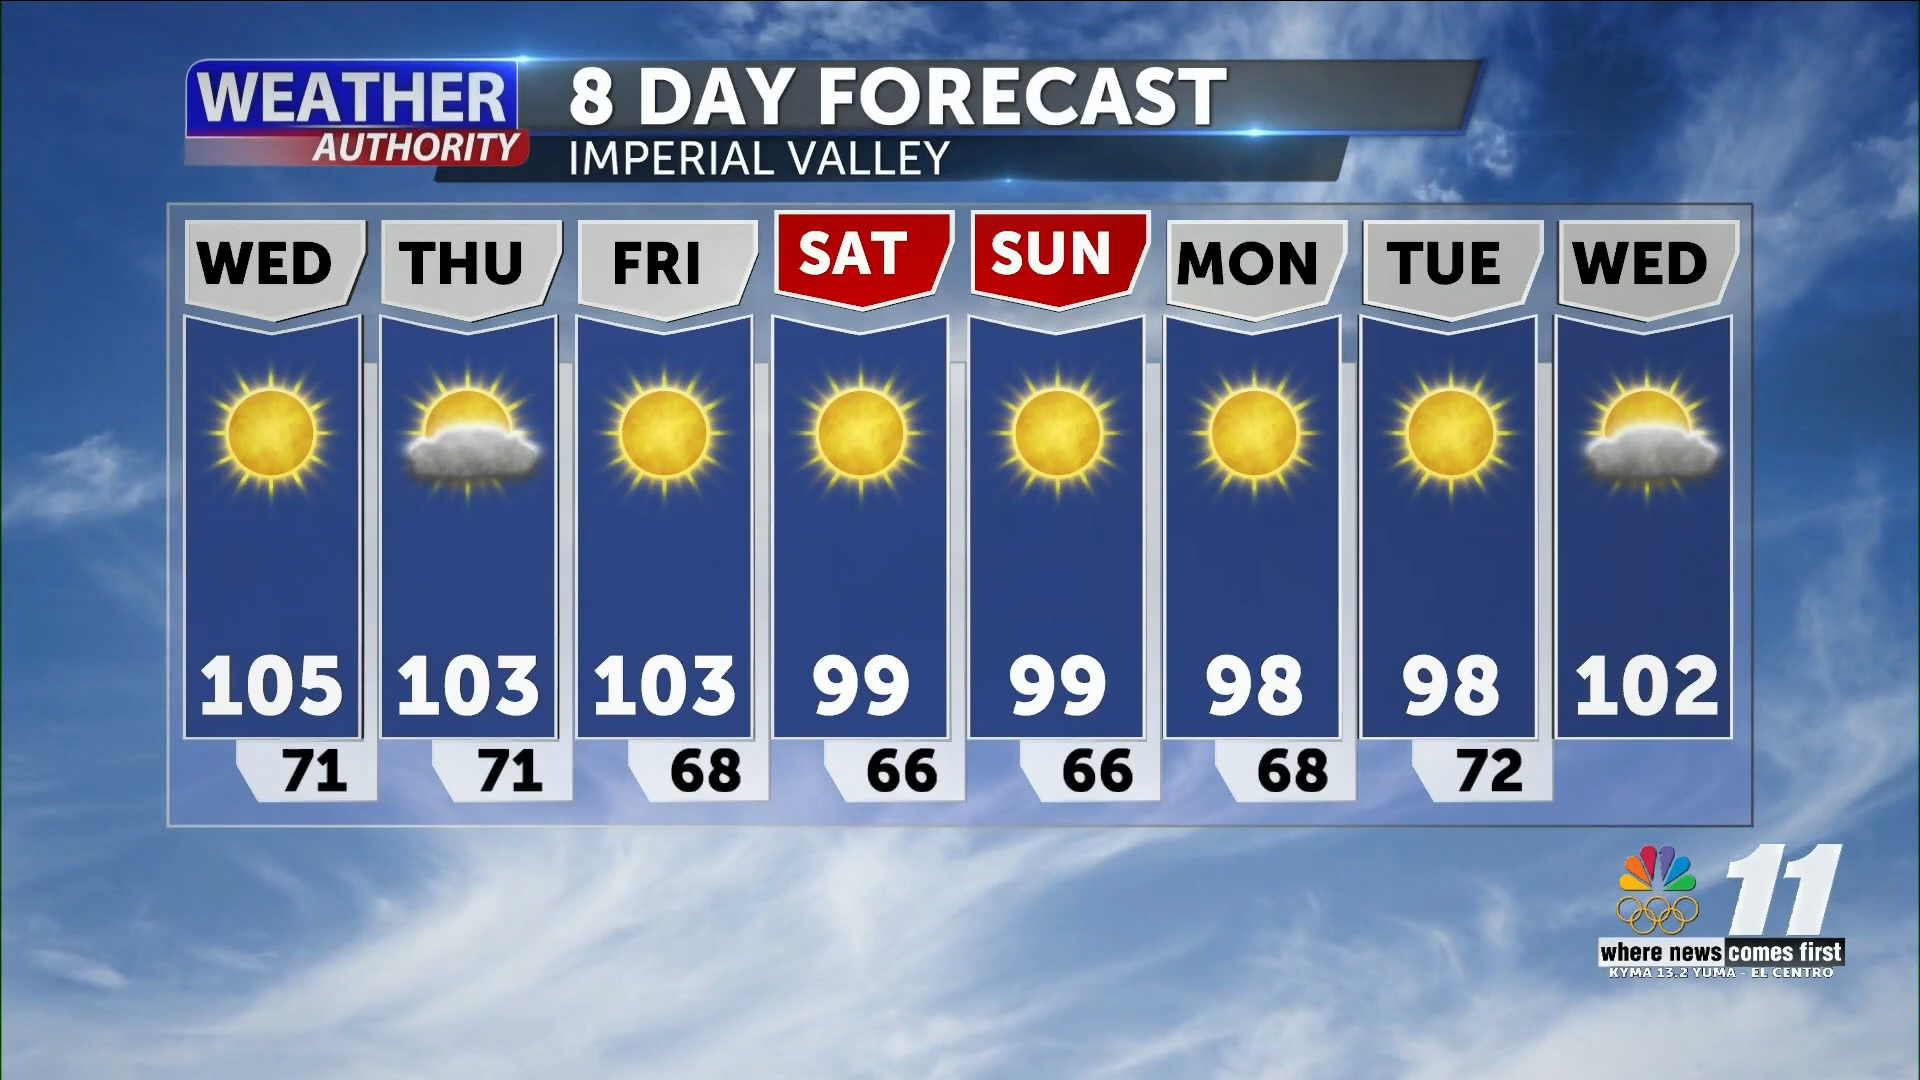 WEATHER
AUTHORITY
8 DAY FORECAST
IMPERIAL VALLEY
WED THU FRI SAT SUN MON TUE WED
105 103 103 99 99 98 98 102
71 71 68 66 66 68 72
11
where news comes first
KYMA 13.2 YUMA - EL CENTRO